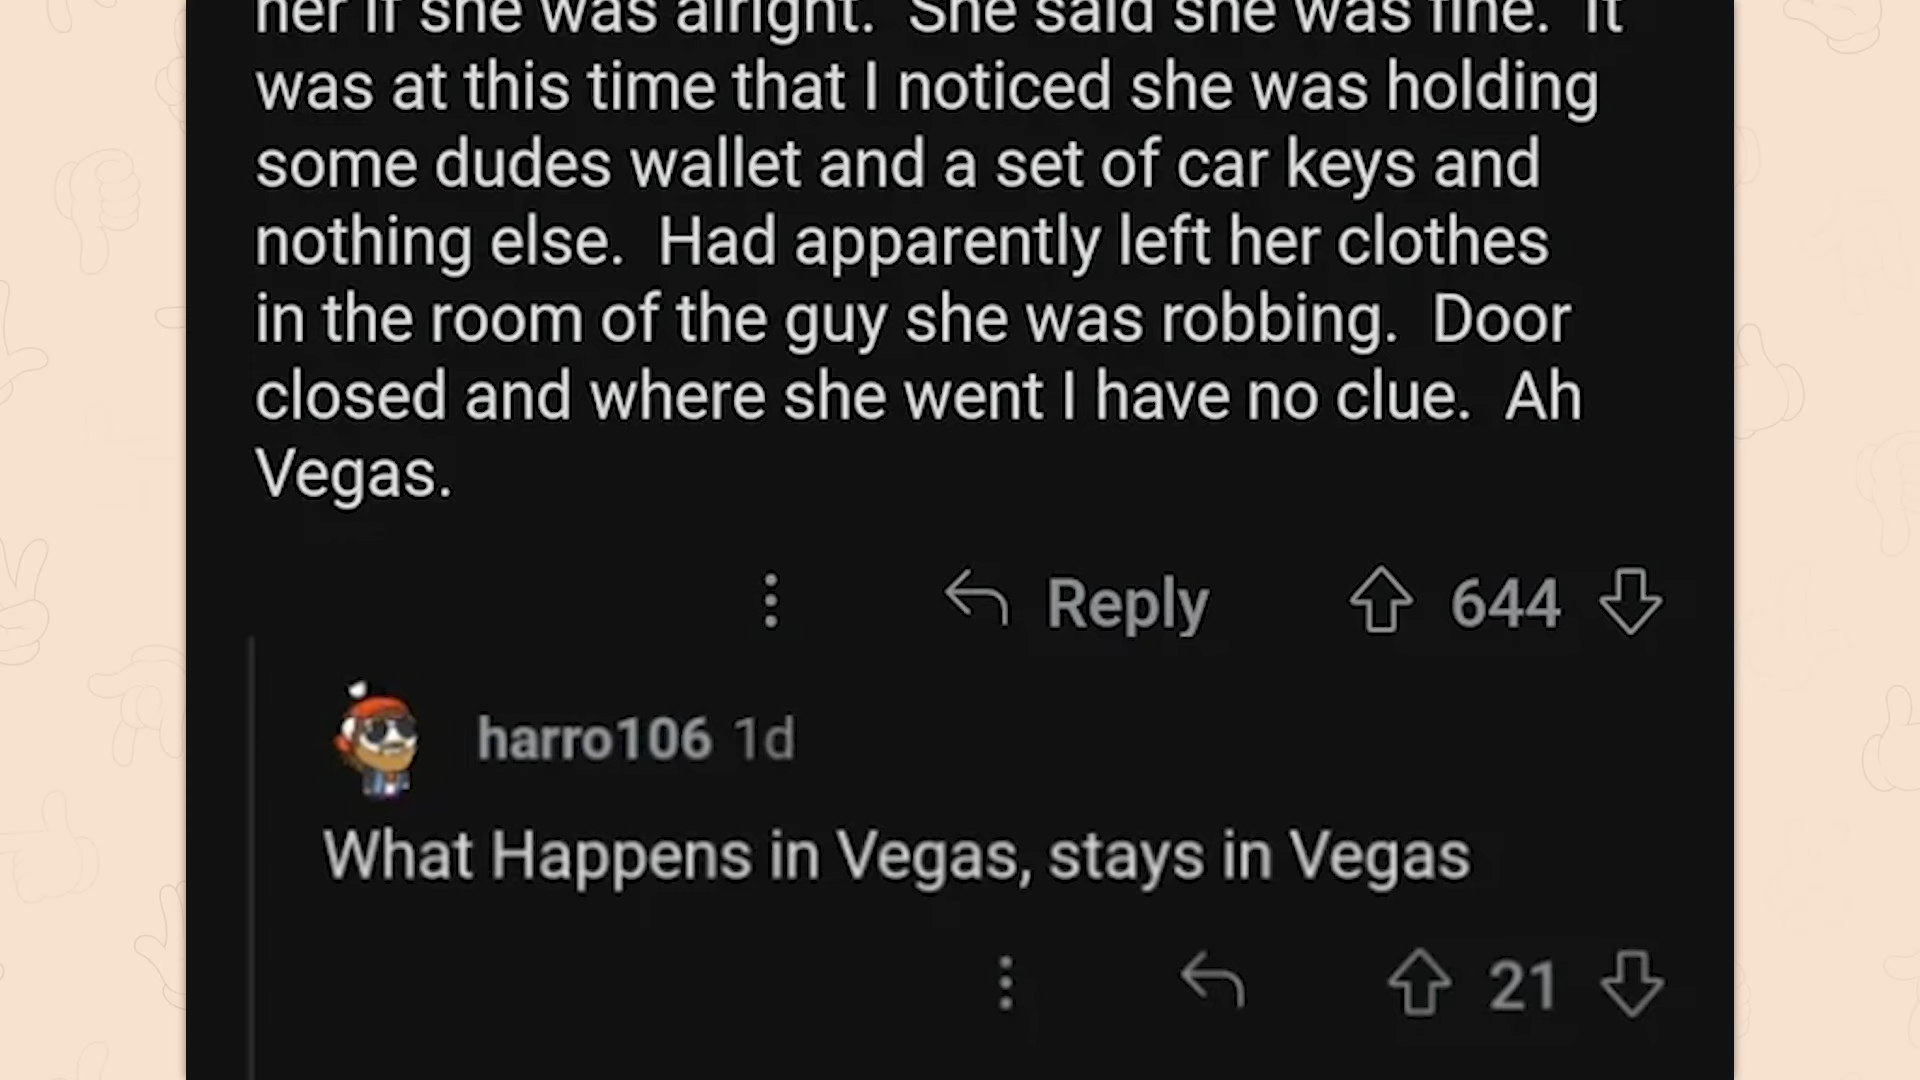 her if she was alright.  She said she was fine.  It
was at this time that I noticed she was holding
some dudes wallet and a set of car keys and
nothing else.  Had apparently left her clothes
in the room of the guy she was robbing.  Door
closed and where she went I have no clue.  Ah
Vegas.
Reply 644
harro106 1d
What Happens in Vegas, stays in Vegas
21